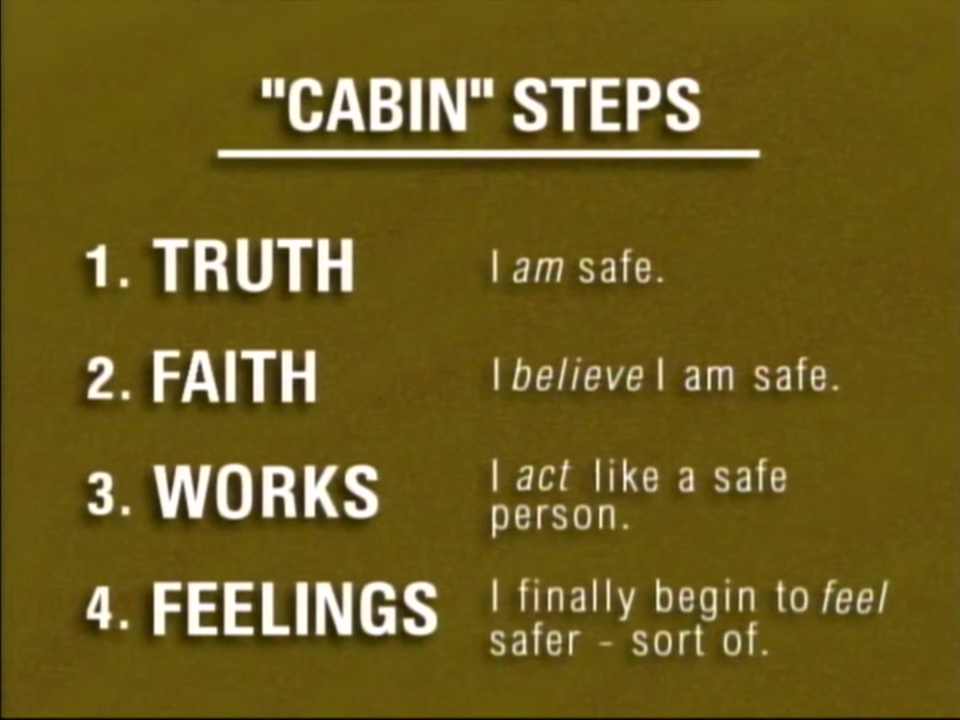 "CABIN" STEPS
1. TRUTH I am safe.
2. FAITH I believe I am safe.
3. WORKS I act like a safe
person.
4. FEELINGS I finally begin to feel
safer - sort of.